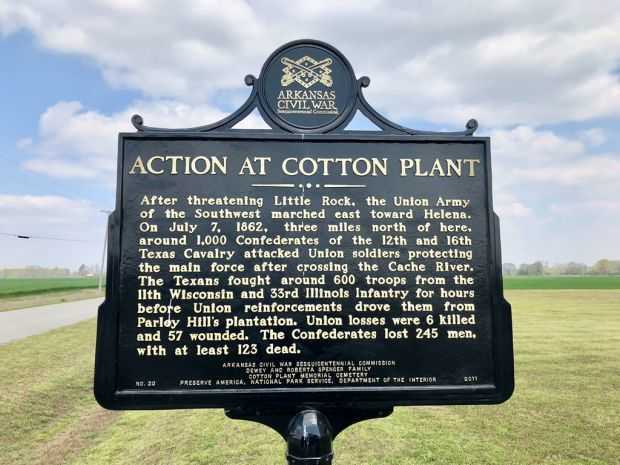 ARKANSAS
CIVIL WAR
Sesquicentennial Commission
ACTION AT COTTON PLANT
After threatening Little Rock, the Union Army
of the Southwest marched east toward Helena.
On July 7, 1862, three miles north of here,
around 1,000 Confederates of the 12th and 16th
Texas Cavalry attacked Union soldiers protecting
the main force after crossing the Cache River.
The Texans fought around 600 troops from the
11th Wisconsin and 33rd Illinois Infantry for hours
before Union reinforcements drove them from
Parley Hill's plantation. Union losses were 6 killed
and 57 wounded. The Confederates lost 245 men,
with at least 123 dead.
ARKANSAS CIVIL WAR SESQUICENTENNIAL COMMISSION
DEWEY AND ROBERTA SPENCER FAMILY
COTTON PLANT MEMORIAL CEMETERY
NO. 20 PRESERVE AMERICA, NATIONAL PARK SERVICE, DEPARTMENT OF THE INTERIOR 2011